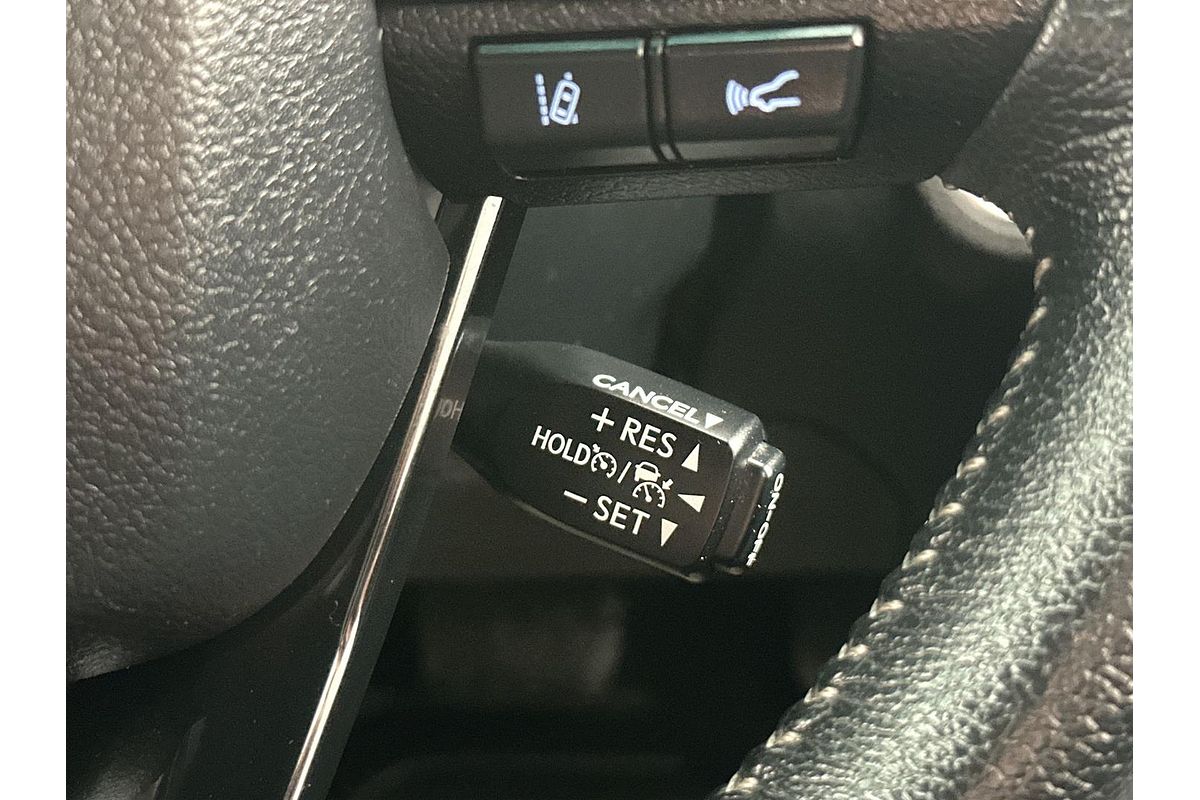 CANCEL▼
+ RES ▲
HOLD / ◀
− SET ▼
ON-OFF